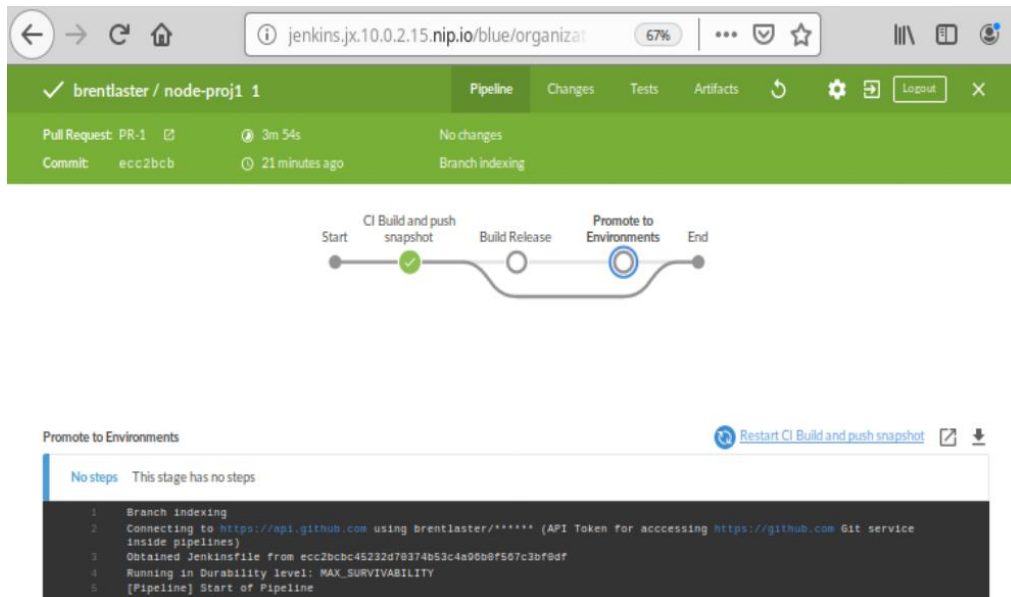 jenkins.jx.10.0.2.15.nip.io/blue/organizat 67%
brentlaster / node-proj1 1 Pipeline Changes Tests Artifacts Logout
Pull Request: PR-1 3m 54s No changes
Commit: ecc2bcb 21 minutes ago Branch indexing
Start CI Build and push snapshot Build Release Promote to Environments End
Promote to Environments Restart CI Build and push snapshot
No steps This stage has no steps
1 Branch indexing
2 Connecting to https://api.github.com using brentlaster/****** (API Token for acccessing https://github.com Git service
inside pipelines)
3 Obtained Jenkinsfile from ecc2bcbc45232d70374b53c4a96b0f567c3bf0df
4 Running in Durability level: MAX_SURVIVABILITY
5 [Pipeline] Start of Pipeline